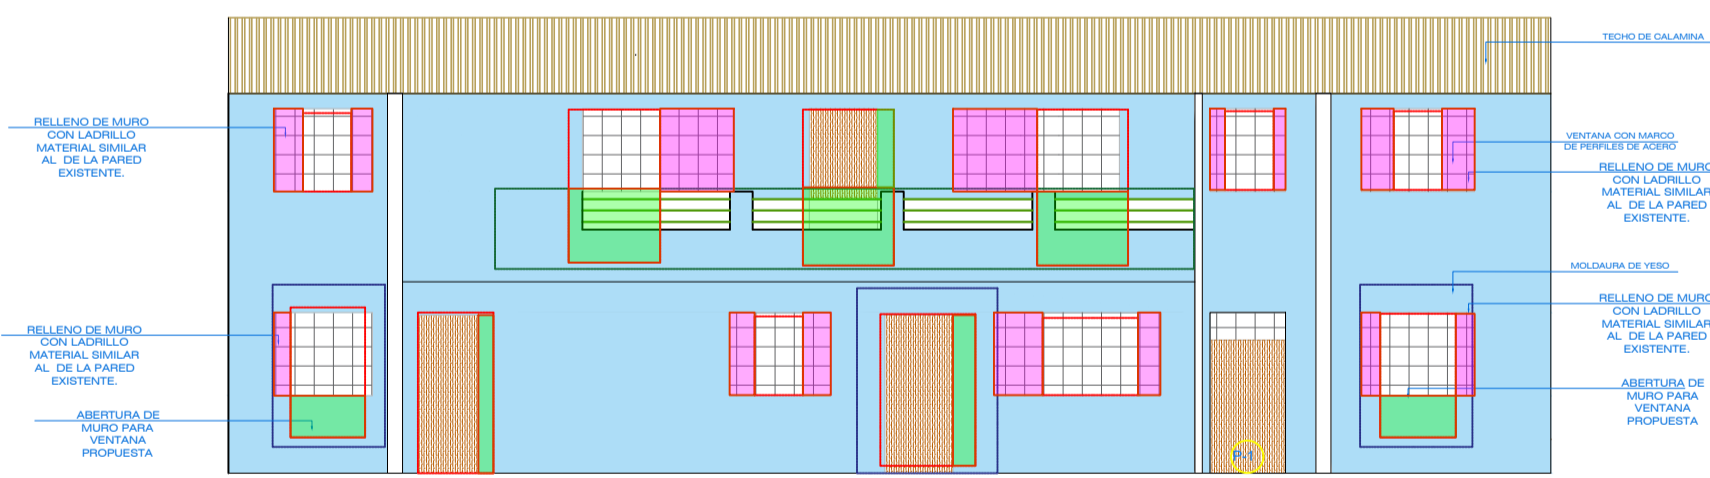 TECHO DE CALAMINA
RELLENO DE MURO
CON LADRILLO
MATERIAL SIMILAR
AL DE LA PARED
EXISTENTE.
VENTANA CON MARCO
DE PERFILES DE ACERO
RELLENO DE MURO
CON LADRILLO
MATERIAL SIMILAR
AL DE LA PARED
EXISTENTE.
MOLDAURA DE YESO
RELLENO DE MURO
CON LADRILLO
MATERIAL SIMILAR
AL DE LA PARED
EXISTENTE.
RELLENO DE MURO
CON LADRILLO
MATERIAL SIMILAR
AL DE LA PARED
EXISTENTE.
ABERTURA DE
MURO PARA
VENTANA
PROPUESTA
ABERTURA DE
MURO PARA
VENTANA
PROPUESTA
P-1